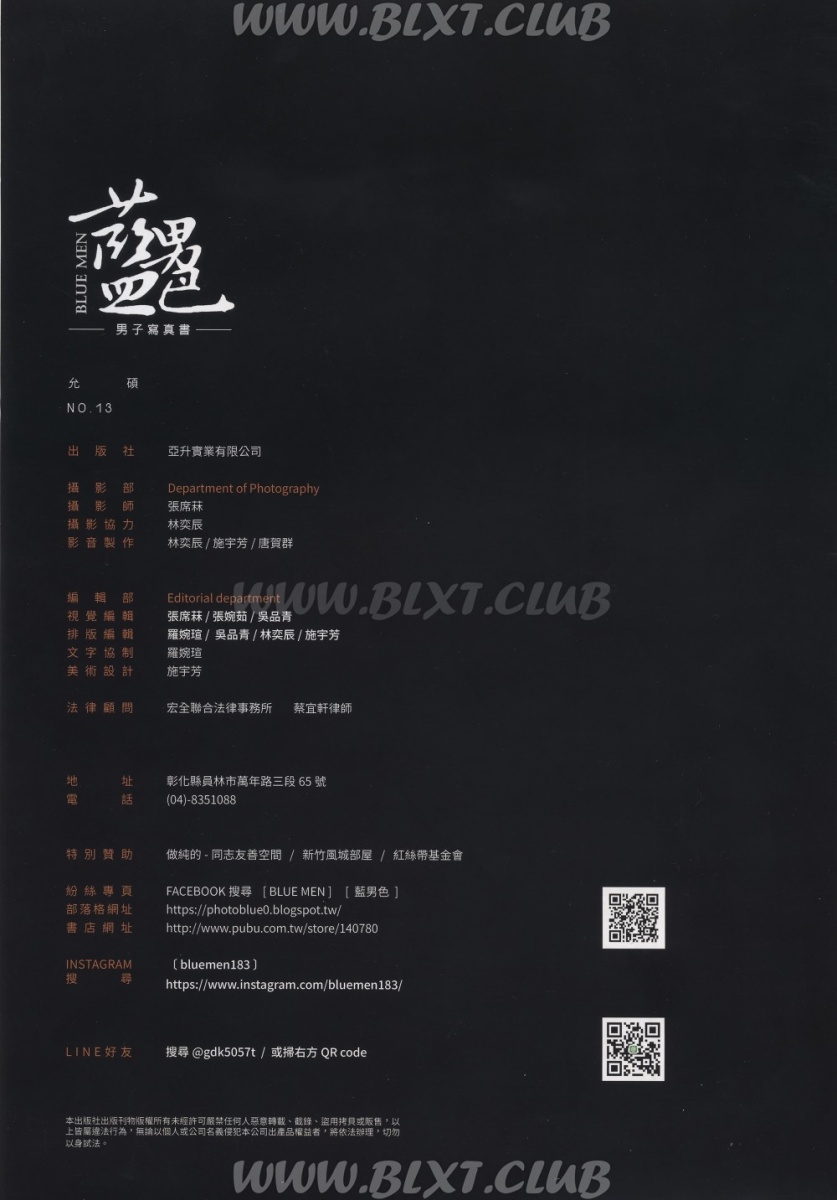 WWW.BLXT.CLUB
藍男色
BLUE MEN
男子寫真書
允 碩
NO.13
出版社 亞升實業有限公司
攝影部 Department of Photography
攝影師 張席菻
攝影協力 林奕辰
影音製作 林奕辰 / 施宇芳 / 唐賀群
編輯部 Editorial department
WWW.BLXT.CLUB
視覺編輯 張席菻 / 張婉茹 / 吳品青
排版編輯 羅婉瑄 / 吳品青 / 林奕辰 / 施宇芳
文字協制 羅婉瑄
美術設計 施宇芳
法律顧問 宏全聯合法律事務所 蔡宜軒律師
地址 彰化縣員林市萬年路三段 65 號
電話 (04)-8351088
特別贊助 做純的 - 同志友善空間 / 新竹風城部屋 / 紅絲帶基金會
紛絲專頁 FACEBOOK 搜尋 [ BLUE MEN ] [ 藍男色 ]
部落格網址 https://photoblue0.blogspot.tw/
書店網址 http://www.pubu.com.tw/store/140780
INSTAGRAM 〔 bluemen183 〕
搜尋 https://www.instagram.com/bluemen183/
LINE好友 搜尋 @gdk5057t / 或掃右方 QR code
本出版社出版刊物版權所有未經許可嚴禁任何人惡意轉載、截錄、盜用拷貝或販售，以
上皆屬違法行為，無論以個人或公司名義侵犯本公司出產品權益者，將依法辦理，切勿
以身試法。
WWW.BLXT.CLUB